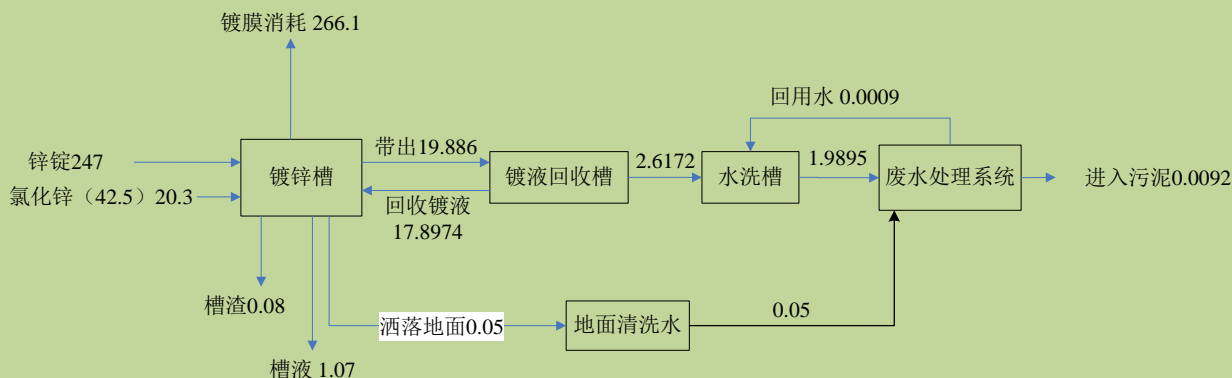 镀膜消耗 266.1
回用水 0.0009
锌锭247
镀锌槽
带出19.886
镀液回收槽
2.6172
水洗槽
1.9895
废水处理系统
进入污泥0.0092
氯化锌（42.5）20.3
回收镀液
17.8974
槽渣0.08
洒落地面0.05
地面清洗水
0.05
槽液 1.07